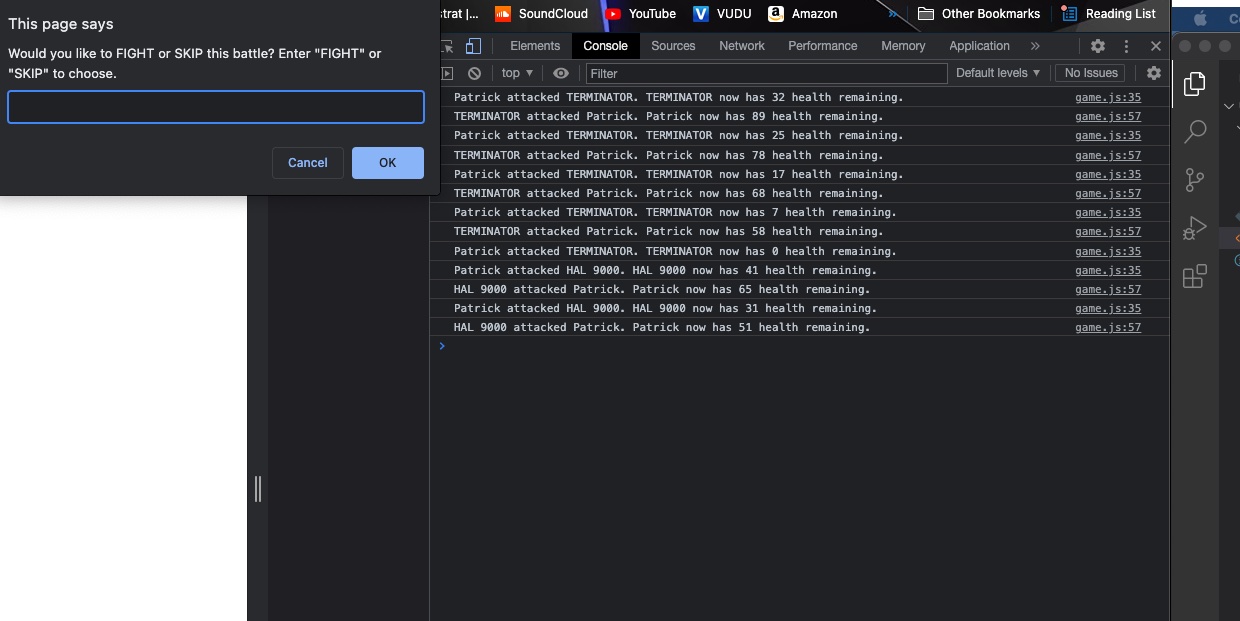 This page says
Would you like to FIGHT or SKIP this battle? Enter "FIGHT" or
"SKIP" to choose.
Cancel OK
strat |... SoundCloud YouTube VUDU Amazon » Other Bookmarks Reading List
Elements Console Sources Network Performance Memory Application »
top ▼ Filter Default levels ▼ No Issues
Patrick attacked TERMINATOR. TERMINATOR now has 32 health remaining. game.js:35
TERMINATOR attacked Patrick. Patrick now has 89 health remaining. game.js:57
Patrick attacked TERMINATOR. TERMINATOR now has 25 health remaining. game.js:35
TERMINATOR attacked Patrick. Patrick now has 78 health remaining. game.js:57
Patrick attacked TERMINATOR. TERMINATOR now has 17 health remaining. game.js:35
TERMINATOR attacked Patrick. Patrick now has 68 health remaining. game.js:57
Patrick attacked TERMINATOR. TERMINATOR now has 7 health remaining. game.js:35
TERMINATOR attacked Patrick. Patrick now has 58 health remaining. game.js:57
Patrick attacked TERMINATOR. TERMINATOR now has 0 health remaining. game.js:35
Patrick attacked HAL 9000. HAL 9000 now has 41 health remaining. game.js:35
HAL 9000 attacked Patrick. Patrick now has 65 health remaining. game.js:57
Patrick attacked HAL 9000. HAL 9000 now has 31 health remaining. game.js:35
HAL 9000 attacked Patrick. Patrick now has 51 health remaining. game.js:57